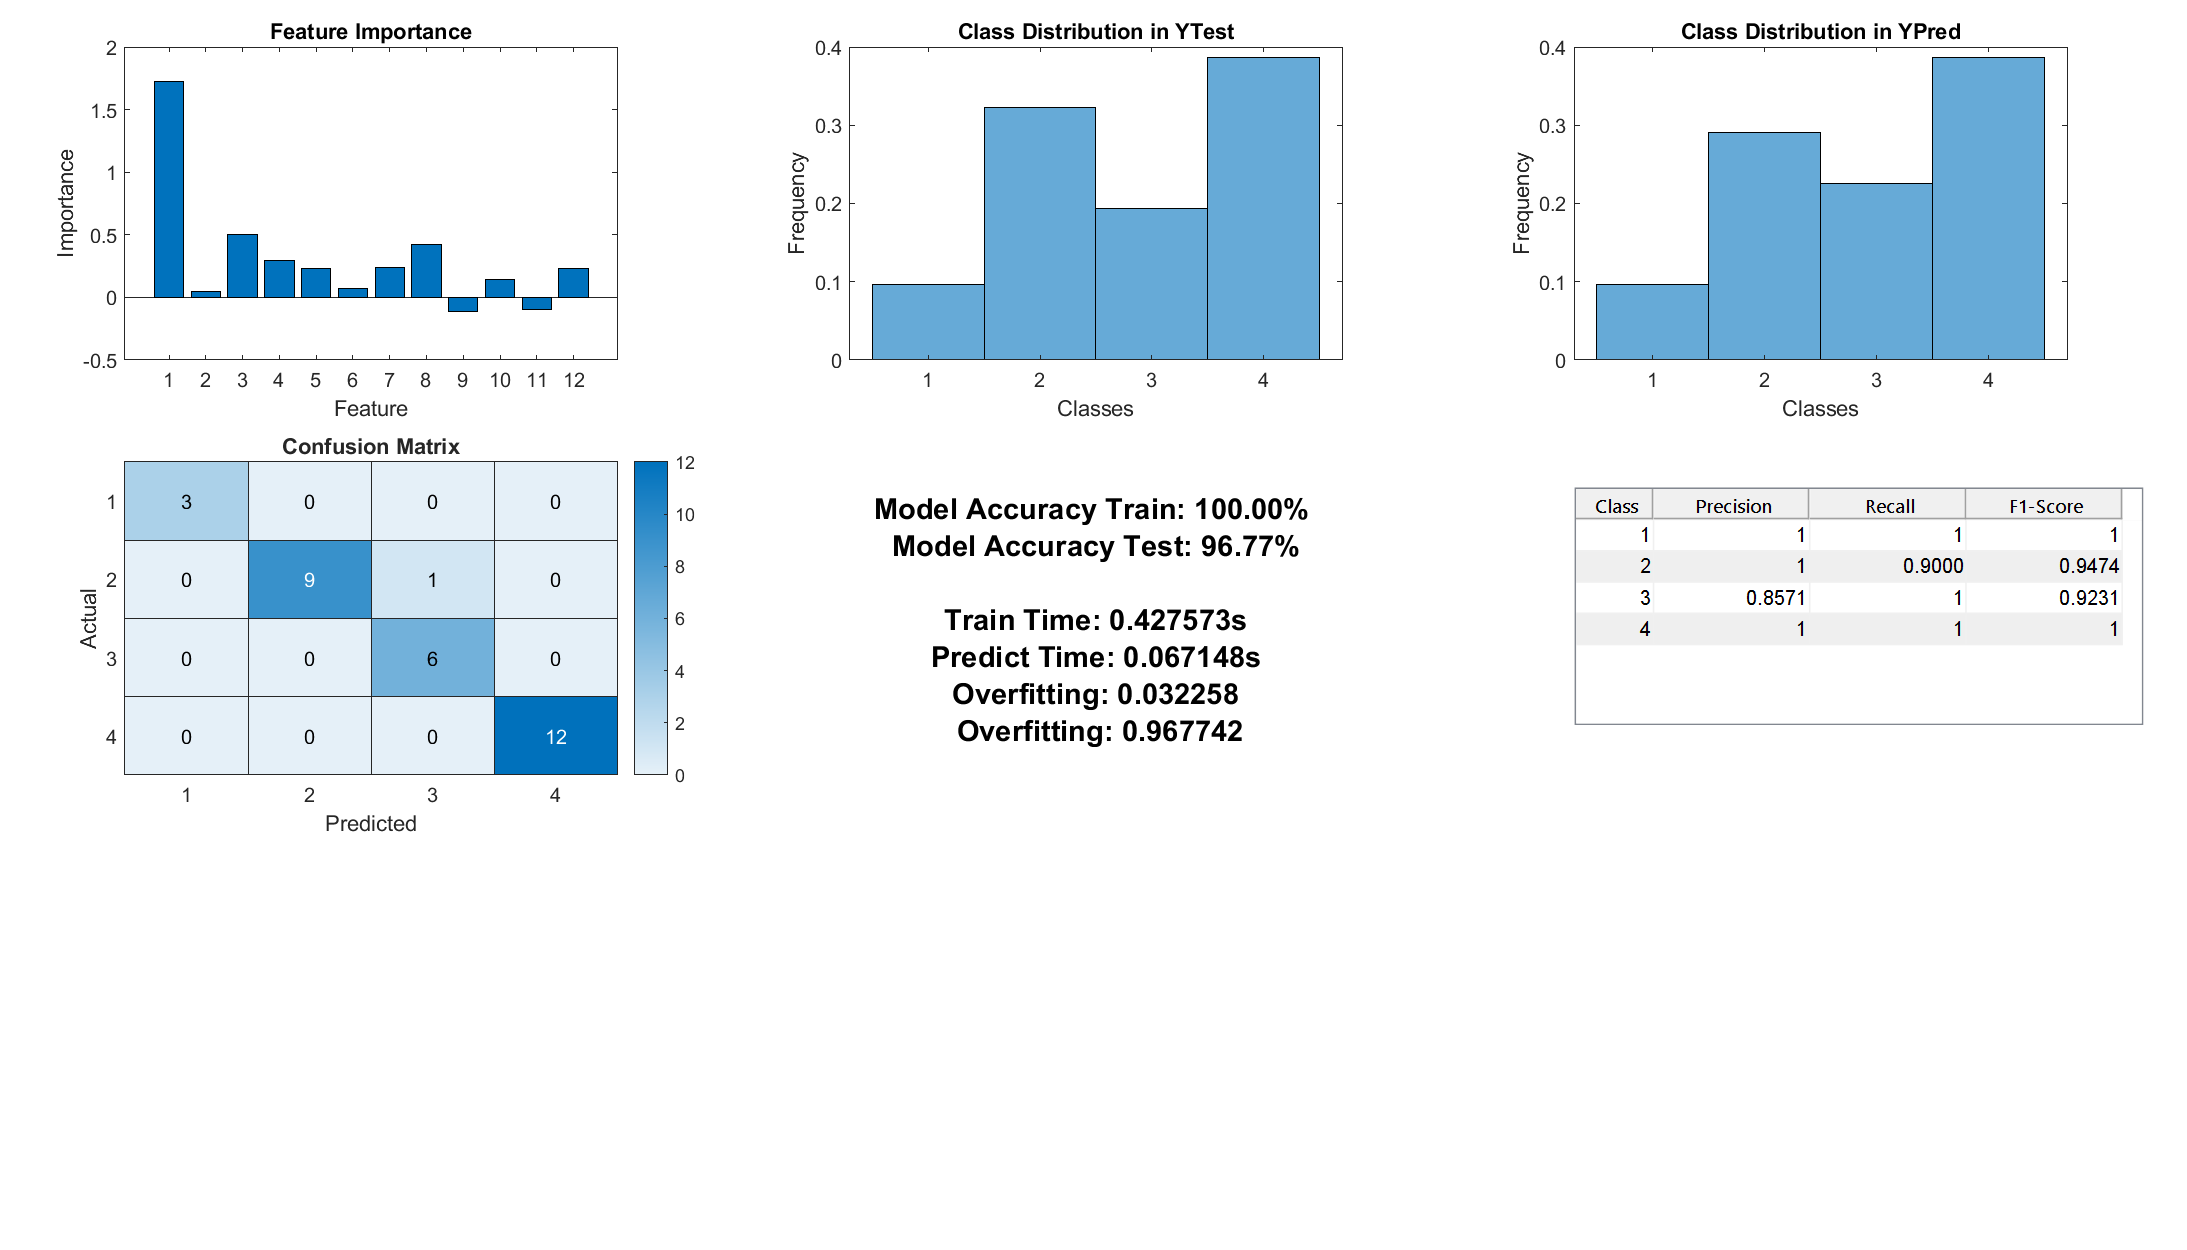 Feature Importance
2
1.5
1
0.5
0
-0.5
Importance
1 2 3 4 5 6 7 8 9 10 11 12
Feature
Class Distribution in YTest
0.4
0.3
0.2
0.1
0
Frequency
1 2 3 4
Classes
Class Distribution in YPred
0.4
0.3
0.2
0.1
0
Frequency
1 2 3 4
Classes
Confusion Matrix
Actual
1 3 0 0 0
2 0 9 1 0
3 0 0 6 0
4 0 0 0 12
1 2 3 4
Predicted
12
10
8
6
4
2
0
Model Accuracy Train: 100.00%
Model Accuracy Test: 96.77%
Train Time: 0.427573s
Predict Time: 0.067148s
Overfitting: 0.032258
Overfitting: 0.967742
Class Precision Recall F1-Score
1 1 1 1
2 1 0.9000 0.9474
3 0.8571 1 0.9231
4 1 1 1